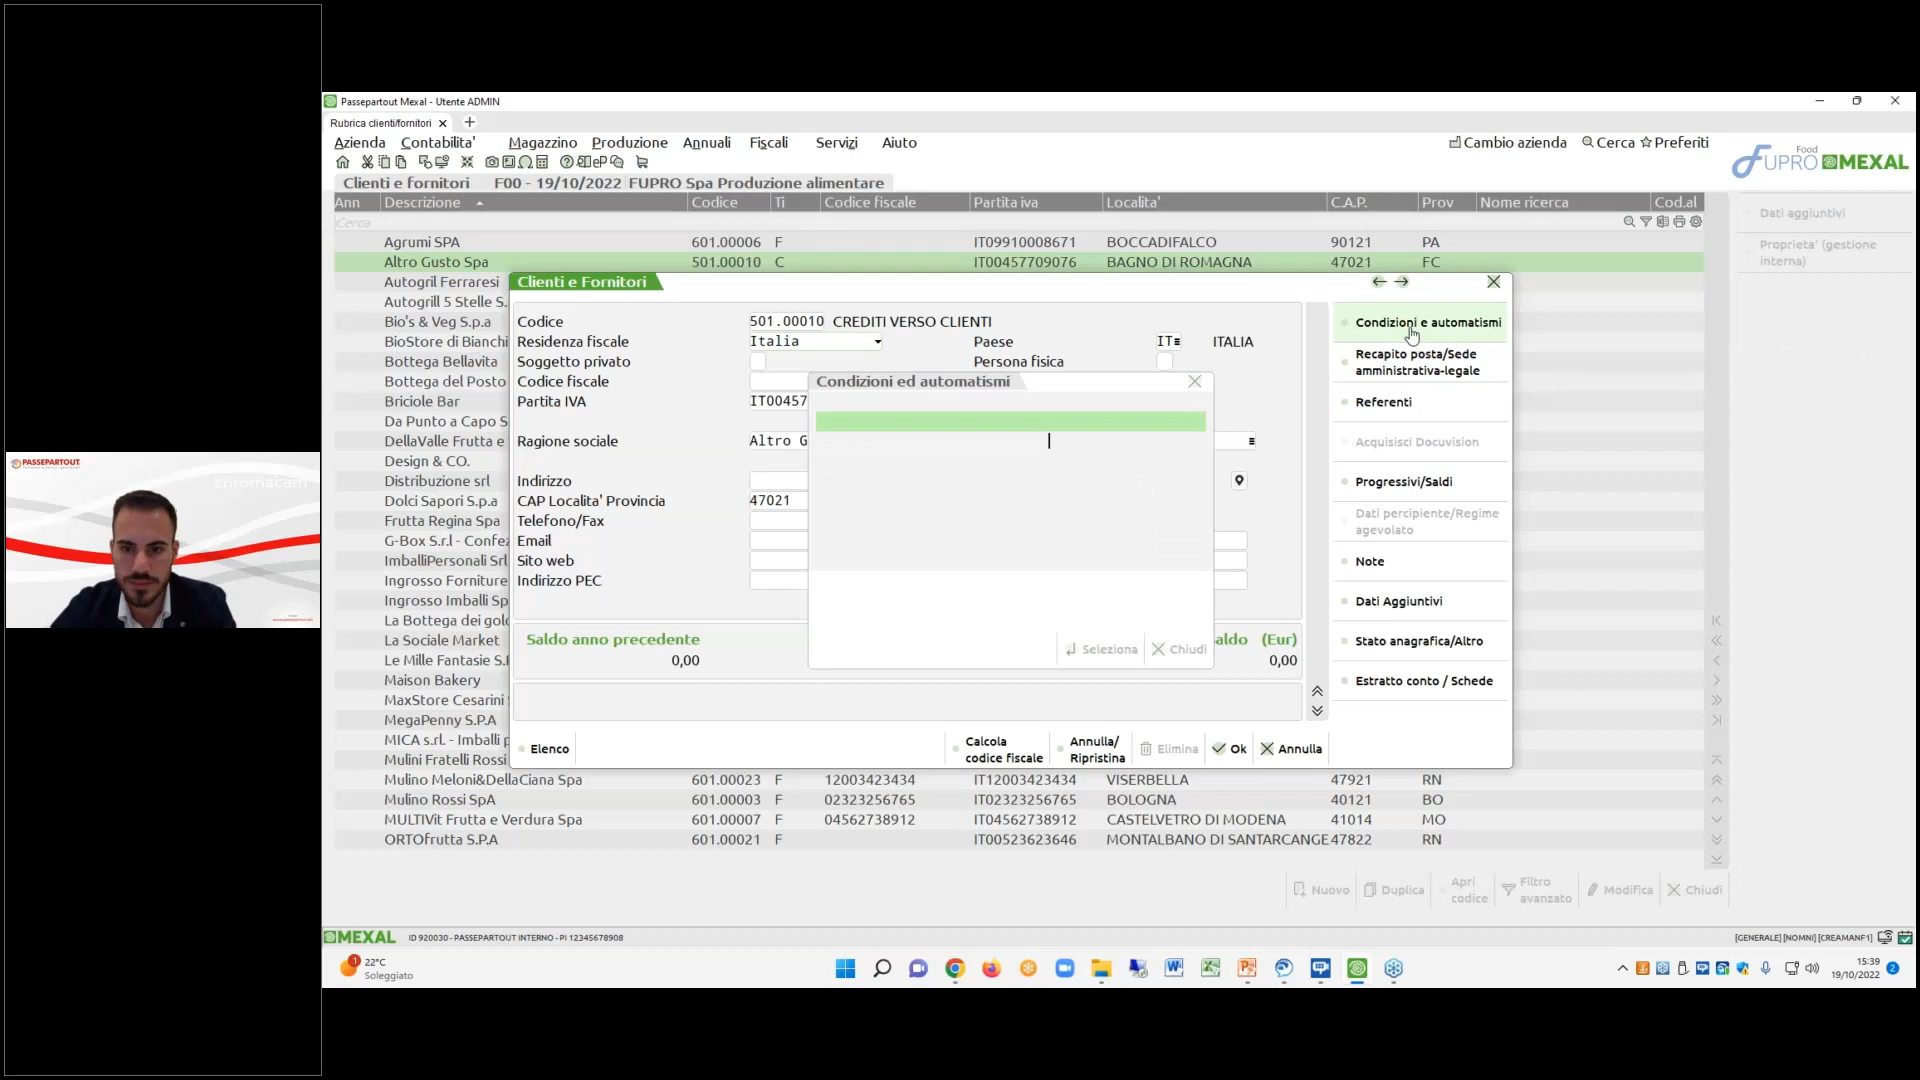 PASSEPARTOUT
chromacam
Passepartout Mexal - Utente ADMIN
Rubrica clienti/fornitori
Azienda Contabilita' Magazzino Produzione Annuali Fiscali Servizi Aiuto
Cambio azienda Cerca Preferiti
Food
FUPRO MEXAL
Clienti e fornitori F00 - 19/10/2022 FUPRO Spa Produzione alimentare
Ann Descrizione Codice Ti Codice fiscale Partita iva Localita' C.A.P. Prov Nome ricerca Cod.al
Cerca
Dati aggiuntivi
Proprieta' (gestione
interna)
Agrumi SPA 601.00006 F IT09910008671 BOCCADIFALCO 90121 PA
Altro Gusto Spa 501.00010 C IT00457709076 BAGNO DI ROMAGNA 47021 FC
Autogril Ferraresi
Autogrill 5 Stelle S.
Bio's & Veg S.p.a
BioStore di Bianchi
Bottega Bellavita
Bottega del Posto
Briciole Bar
Da Punto a Capo S
DellaValle Frutta e
Design & CO.
Distribuzione srl
Dolci Sapori S.p.a
Frutta Regina Spa
G-Box S.r.l - Confez
ImballiPersonali Srl
Ingrosso Forniture
Ingrosso Imballi Sp
La Bottega dei gol
La Sociale Market
Le Mille Fantasie S.
Maison Bakery
MaxStore Cesarini
MegaPenny S.P.A
MICA s.rl. - Imballi p
Mulini Fratelli Rossi
Mulino Meloni&DellaCiana Spa 601.00023 F 12003423434 IT12003423434 VISERBELLA 47921 RN
Mulino Rossi SpA 601.00003 F 02323256765 IT02323256765 BOLOGNA 40121 BO
MULTIVit Frutta e Verdura Spa 601.00007 F 04562738912 IT04562738912 CASTELVETRO DI MODENA 41014 MO
ORTOfrutta S.P.A 601.00021 F IT00523623646 MONTALBANO DI SANTARCANGE 47822 RN
Clienti e Fornitori
Codice 501.00010 CREDITI VERSO CLIENTI
Residenza fiscale Italia Paese IT ITALIA
Soggetto privato Persona fisica
Codice fiscale
Partita IVA IT00457
Ragione sociale Altro G
Indirizzo
CAP Localita' Provincia 47021
Telefono/Fax
Email
Sito web
Indirizzo PEC
Saldo anno precedente aldo (Eur)
0,00 0,00
Condizioni ed automatismi
Seleziona Chiudi
Condizioni e automatismi
Recapito posta/Sede
amministrativa-legale
Referenti
Acquisisci Docuvision
Progressivi/Saldi
Dati percipiente/Regime
agevolato
Note
Dati Aggiuntivi
Stato anagrafica/Altro
Estratto conto / Schede
Elenco Calcola
codice fiscale Annulla/
Ripristina Elimina Ok Annulla
Nuovo Duplica Apri
codice Filtro
avanzato Modifica Chiudi
MEXAL ID 920030 - PASSEPARTOUT INTERNO - PI 12345678908
[GENERALE] [NOMNI] [CREAMANF1]
1 22°C
Soleggiato
15:39
19/10/2022 2